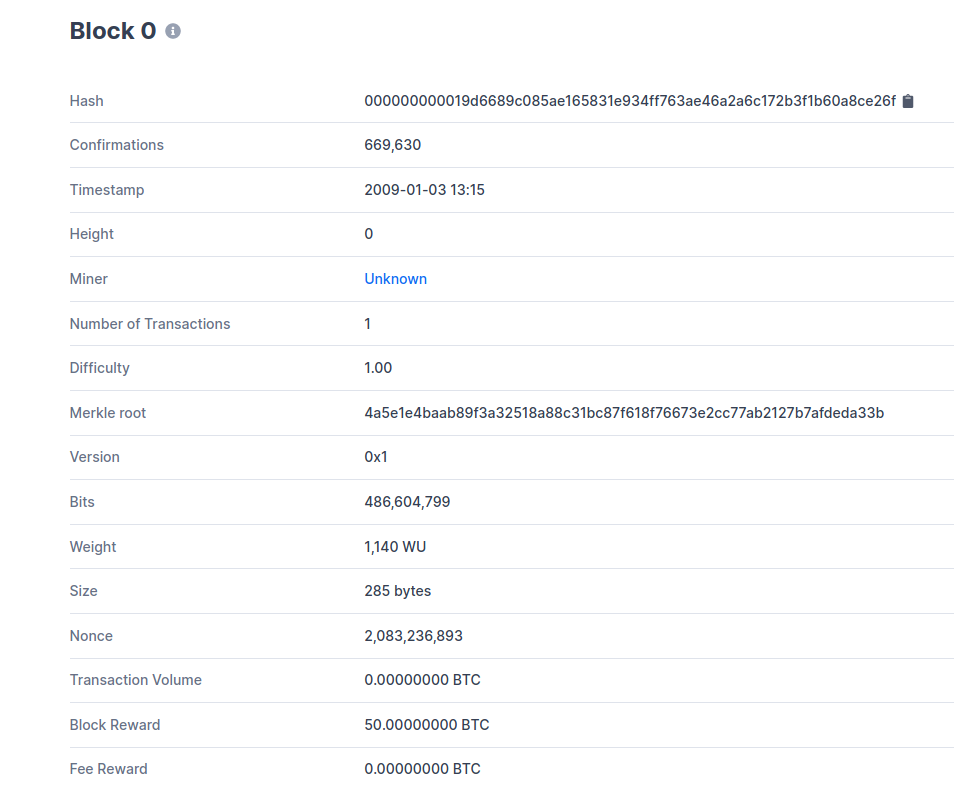 Block 0
Hash 000000000019d6689c085ae165831e934ff763ae46a2a6c172b3f1b60a8ce26f
Confirmations 669,630
Timestamp 2009-01-03 13:15
Height 0
Miner Unknown
Number of Transactions 1
Difficulty 1.00
Merkle root 4a5e1e4baab89f3a32518a88c31bc87f618f76673e2cc77ab2127b7afdeda33b
Version 0x1
Bits 486,604,799
Weight 1,140 WU
Size 285 bytes
Nonce 2,083,236,893
Transaction Volume 0.00000000 BTC
Block Reward 50.00000000 BTC
Fee Reward 0.00000000 BTC